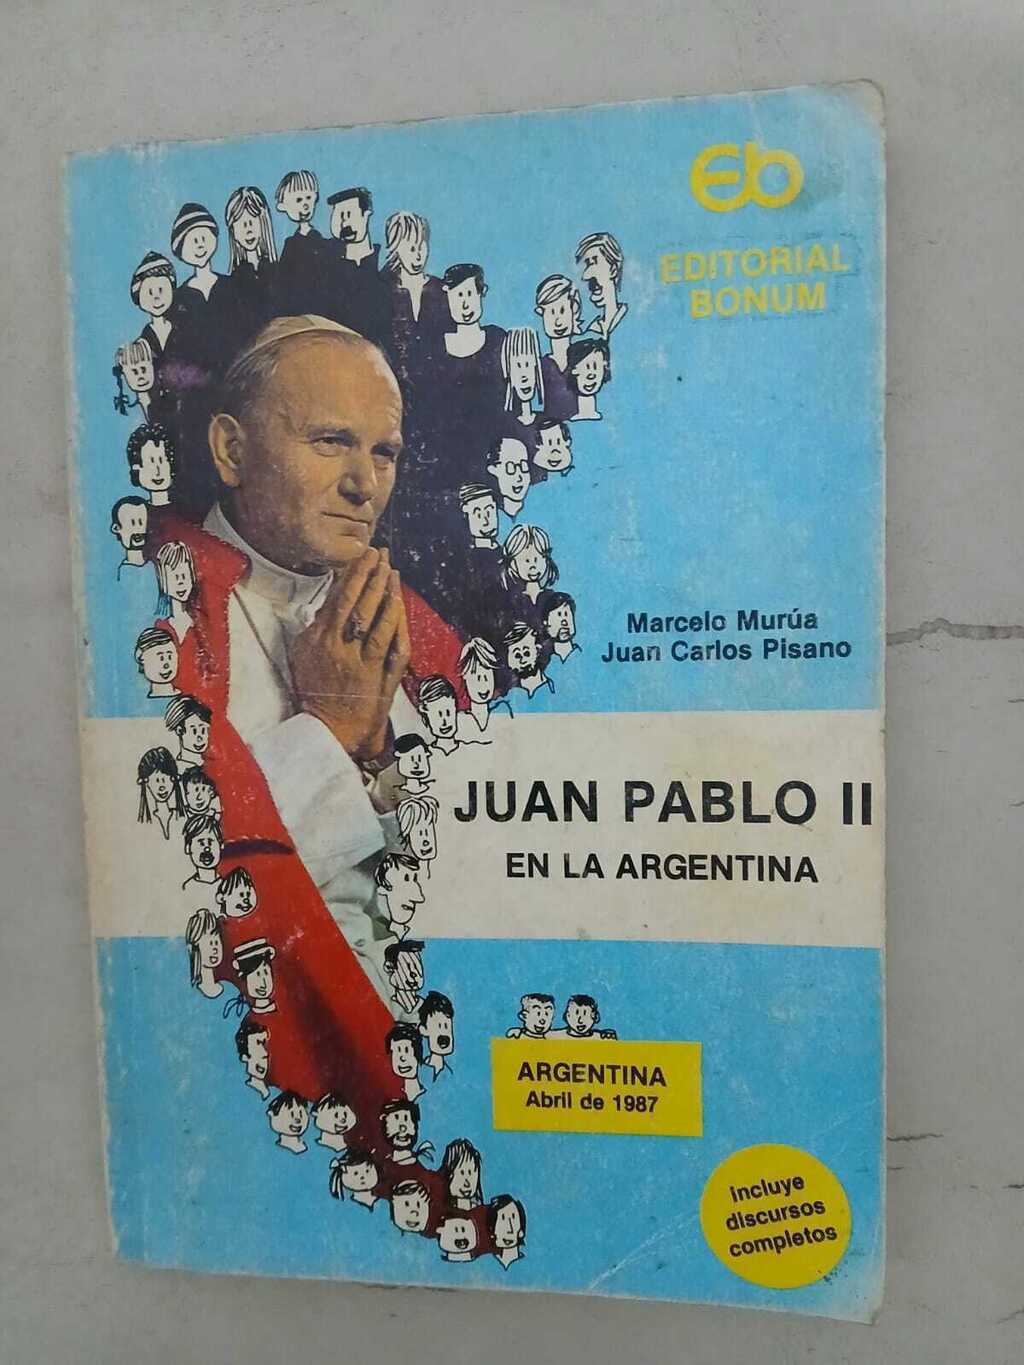 Eb
EDITORIAL
BONUM
Marcelo Murúa
Juan Carlos Pisano
JUAN PABLO II
EN LA ARGENTINA
ARGENTINA
Abril de 1987
incluye
discursos
completos